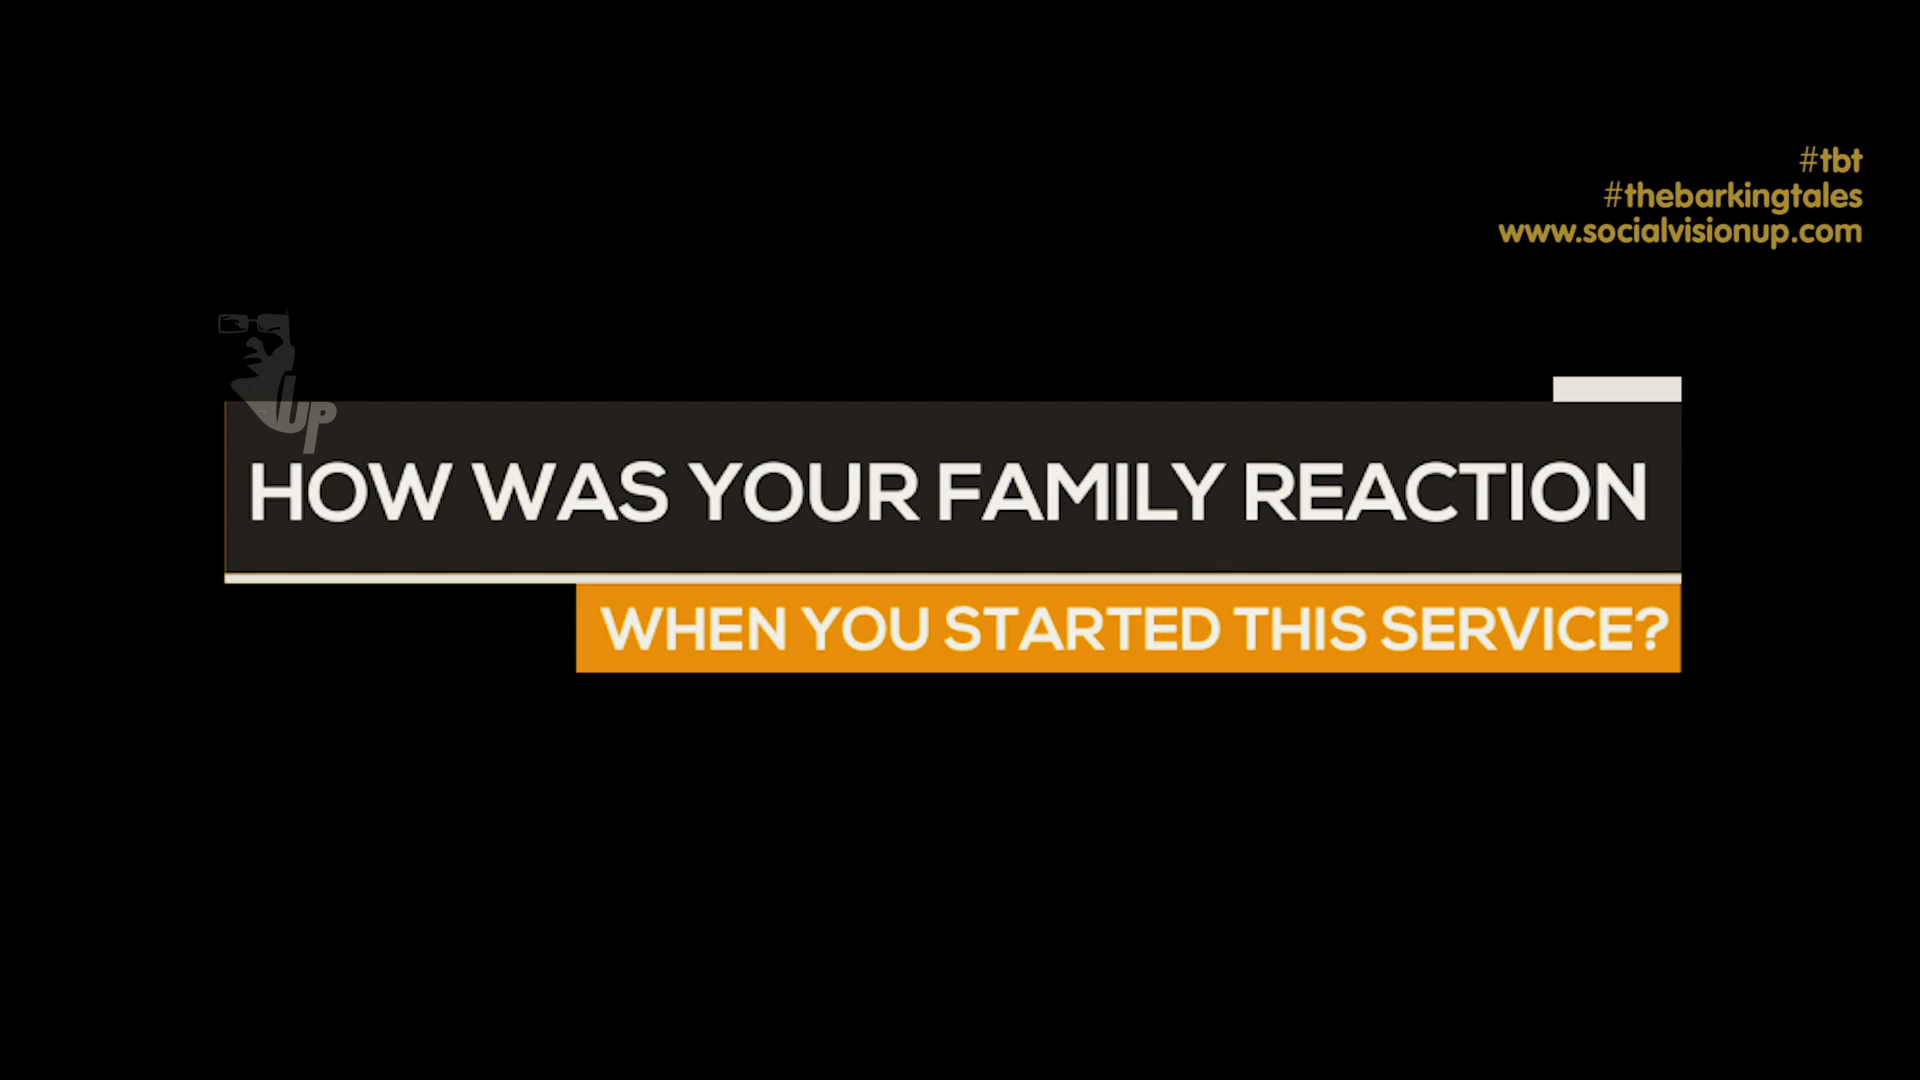 #tbt
#thebarkingtales
www.socialvisionup.com
UP
HOW WAS YOUR FAMILY REACTION
WHEN YOU STARTED THIS SERVICE?